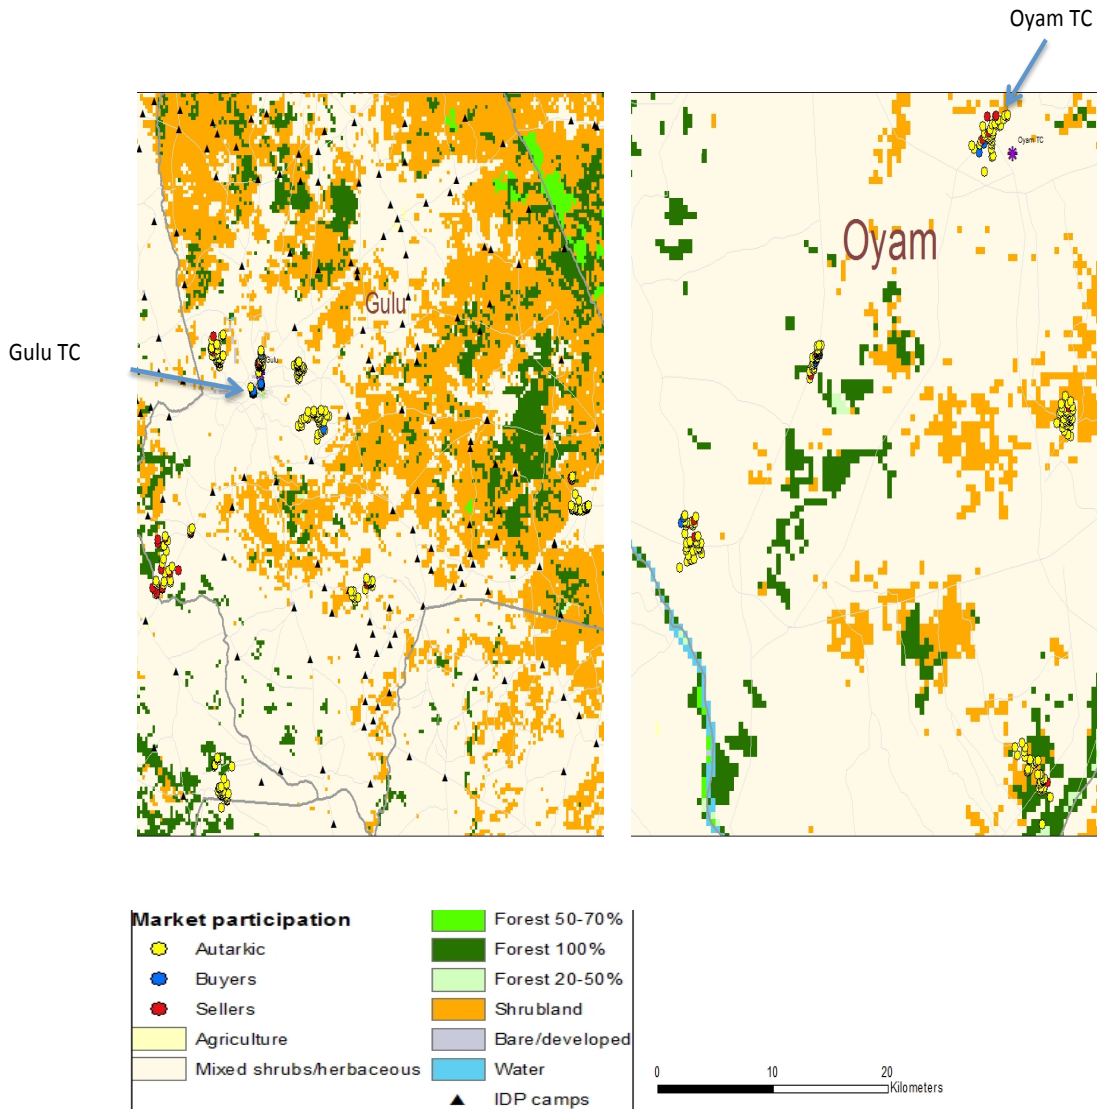 Oyam TC
Oyam TC
Oyam
Gulu
Gulu TC
Gulu
Market participation
Autarkic
Buyers
Sellers
Agriculture
Mixed shrubs/herbaceous
Forest 50-70%
Forest 100%
Forest 20-50%
Shrubland
Bare/developed
Water
IDP camps
0 10 20
Kilometers